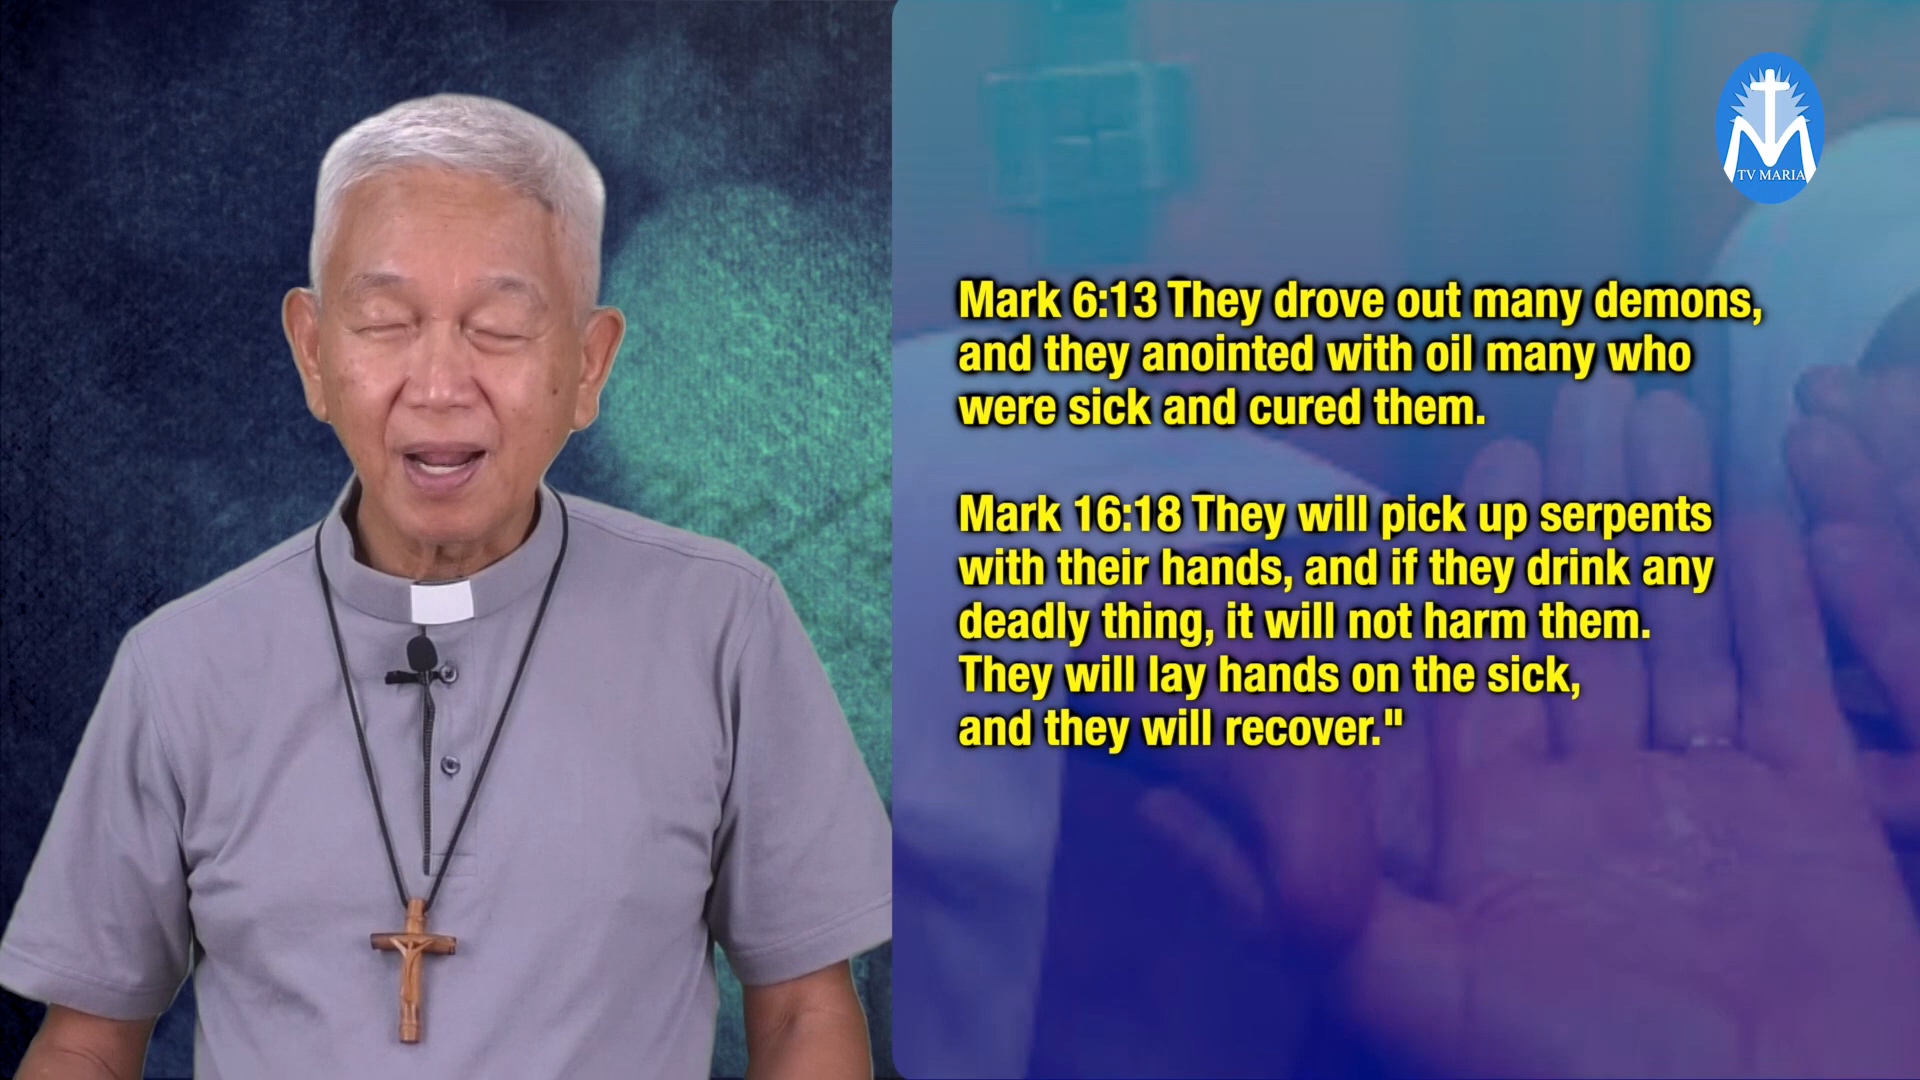 TV MARIA
Mark 6:13 They drove out many demons,
and they anointed with oil many who
were sick and cured them.
Mark 16:18 They will pick up serpents
with their hands, and if they drink any
deadly thing, it will not harm them.
They will lay hands on the sick,
and they will recover."